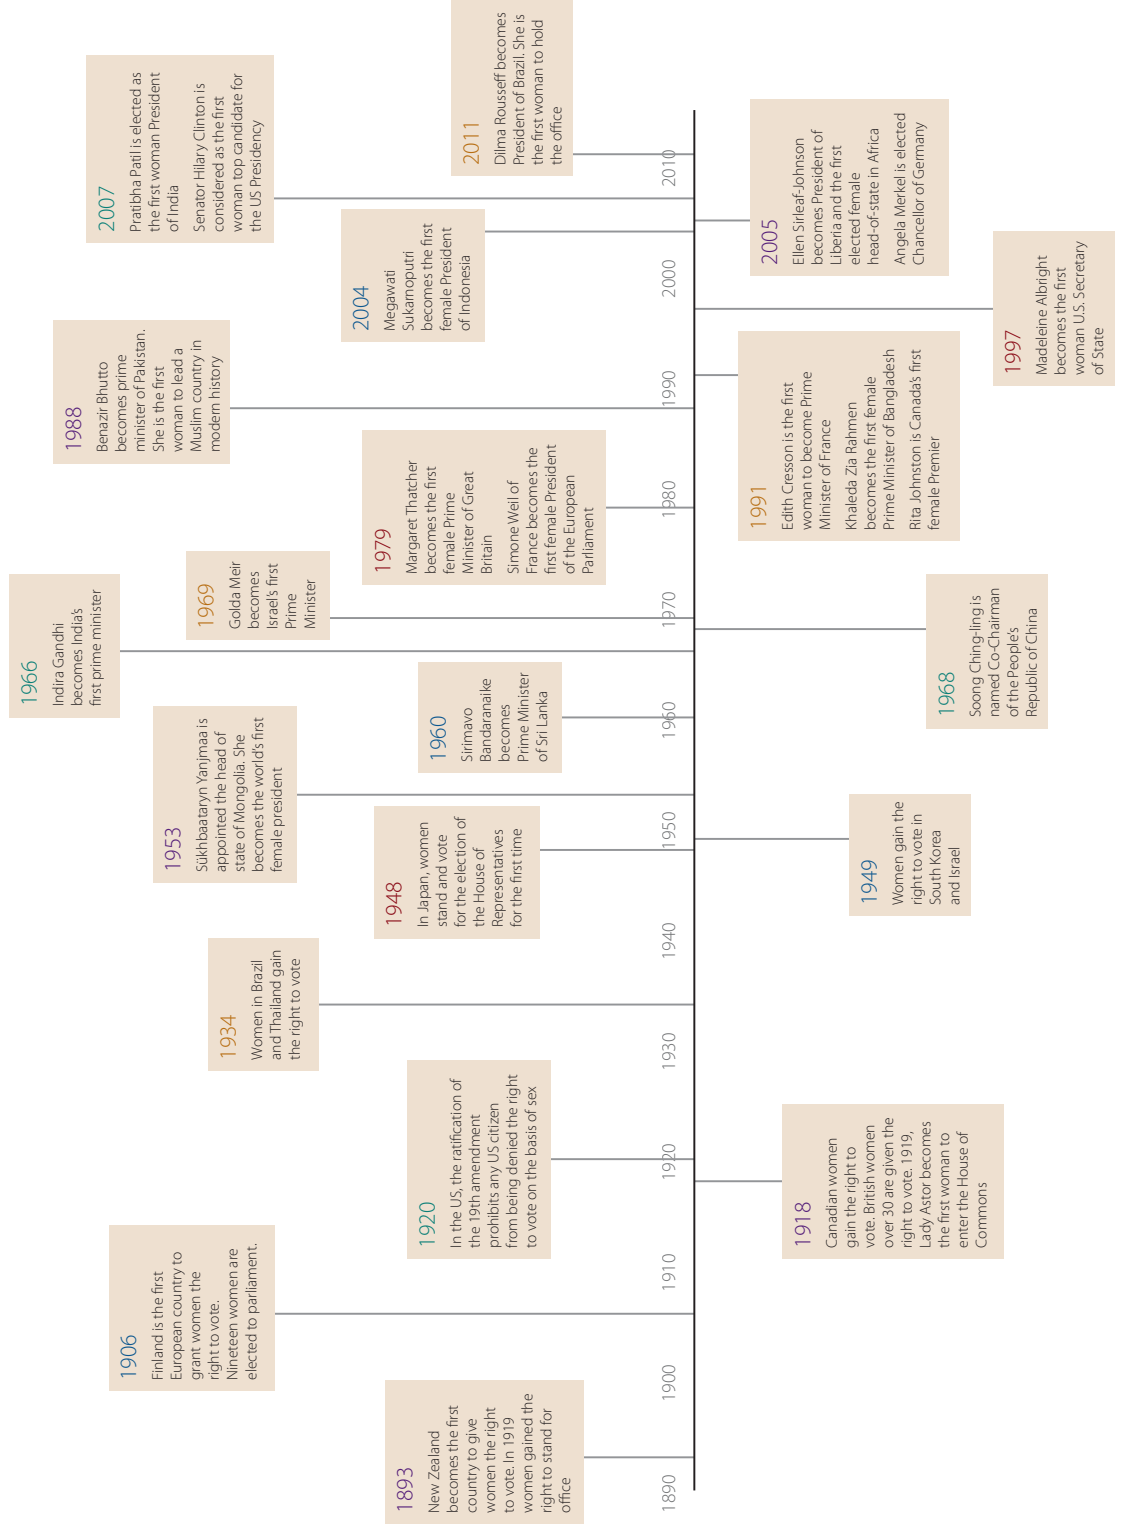 1893
New Zealand
becomes the first
country to give
women the right
to vote. In 1919
women gained the
right to stand for
office
1906
Finland is the first
European country to
grant women the
right to vote.
Nineteen women are
elected to parliament.
1920
In the US, the ratification of
the 19th amendment
prohibits any US citizen
from being denied the right
to vote on the basis of sex
1934
Women in Brazil
and Thailand gain
the right to vote
1948
In Japan, women
stand and vote
for the election of
the House of
Representatives
for the first time
1953
Sükhbaataryn Yanjmaa is
appointed the head of
state of Mongolia. She
becomes the world's first
female president
1960
Sirimavo
Bandaranaike
becomes
Prime Minister
of Sri Lanka
1966
Indira Gandhi
becomes India's
first prime minister
1969
Golda Meir
becomes
Israel's first
Prime
Minister
1979
Margaret Thatcher
becomes the first
female Prime
Minister of Great
Britain
Simone Weil of
France becomes the
first female President
of the European
Parliament
1988
Benazir Bhutto
becomes prime
minister of Pakistan.
She is the first
woman to lead a
Muslim country in
modern history
2004
Megawati
Sukarnoputri
becomes the first
female President
of Indonesia
2007
Pratibha Patil is elected as
the first woman President
of India
Senator Hilary Clinton is
considered as the first
woman top candidate for
the US Presidency
2011
Dilma Rousseff becomes
President of Brazil. She is
the first woman to hold
the office
1890
1900
1910
1920
1930
1940
1950
1960
1970
1980
1990
2000
2010
1918
Canadian women
gain the right to
vote. British women
over 30 are given the
right to vote. 1919,
Lady Astor becomes
the first woman to
enter the House of
Commons
1949
Women gain the
right to vote in
South Korea
and Israel
1968
Soong Ching-ling is
named Co-Chairman
of the People's
Republic of China
1991
Edith Cresson is the first
woman to become Prime
Minister of France
Khaleda Zia Rahmen
becomes the first female
Prime Minister of Bangladesh
Rita Johnston is Canada's first
female Premier
1997
Madeleine Albright
becomes the first
woman U.S. Secretary
of State
2005
Ellen Sirleaf-Johnson
becomes President of
Liberia and the first
elected female
head-of-state in Africa
Angela Merkel is elected
Chancellor of Germany